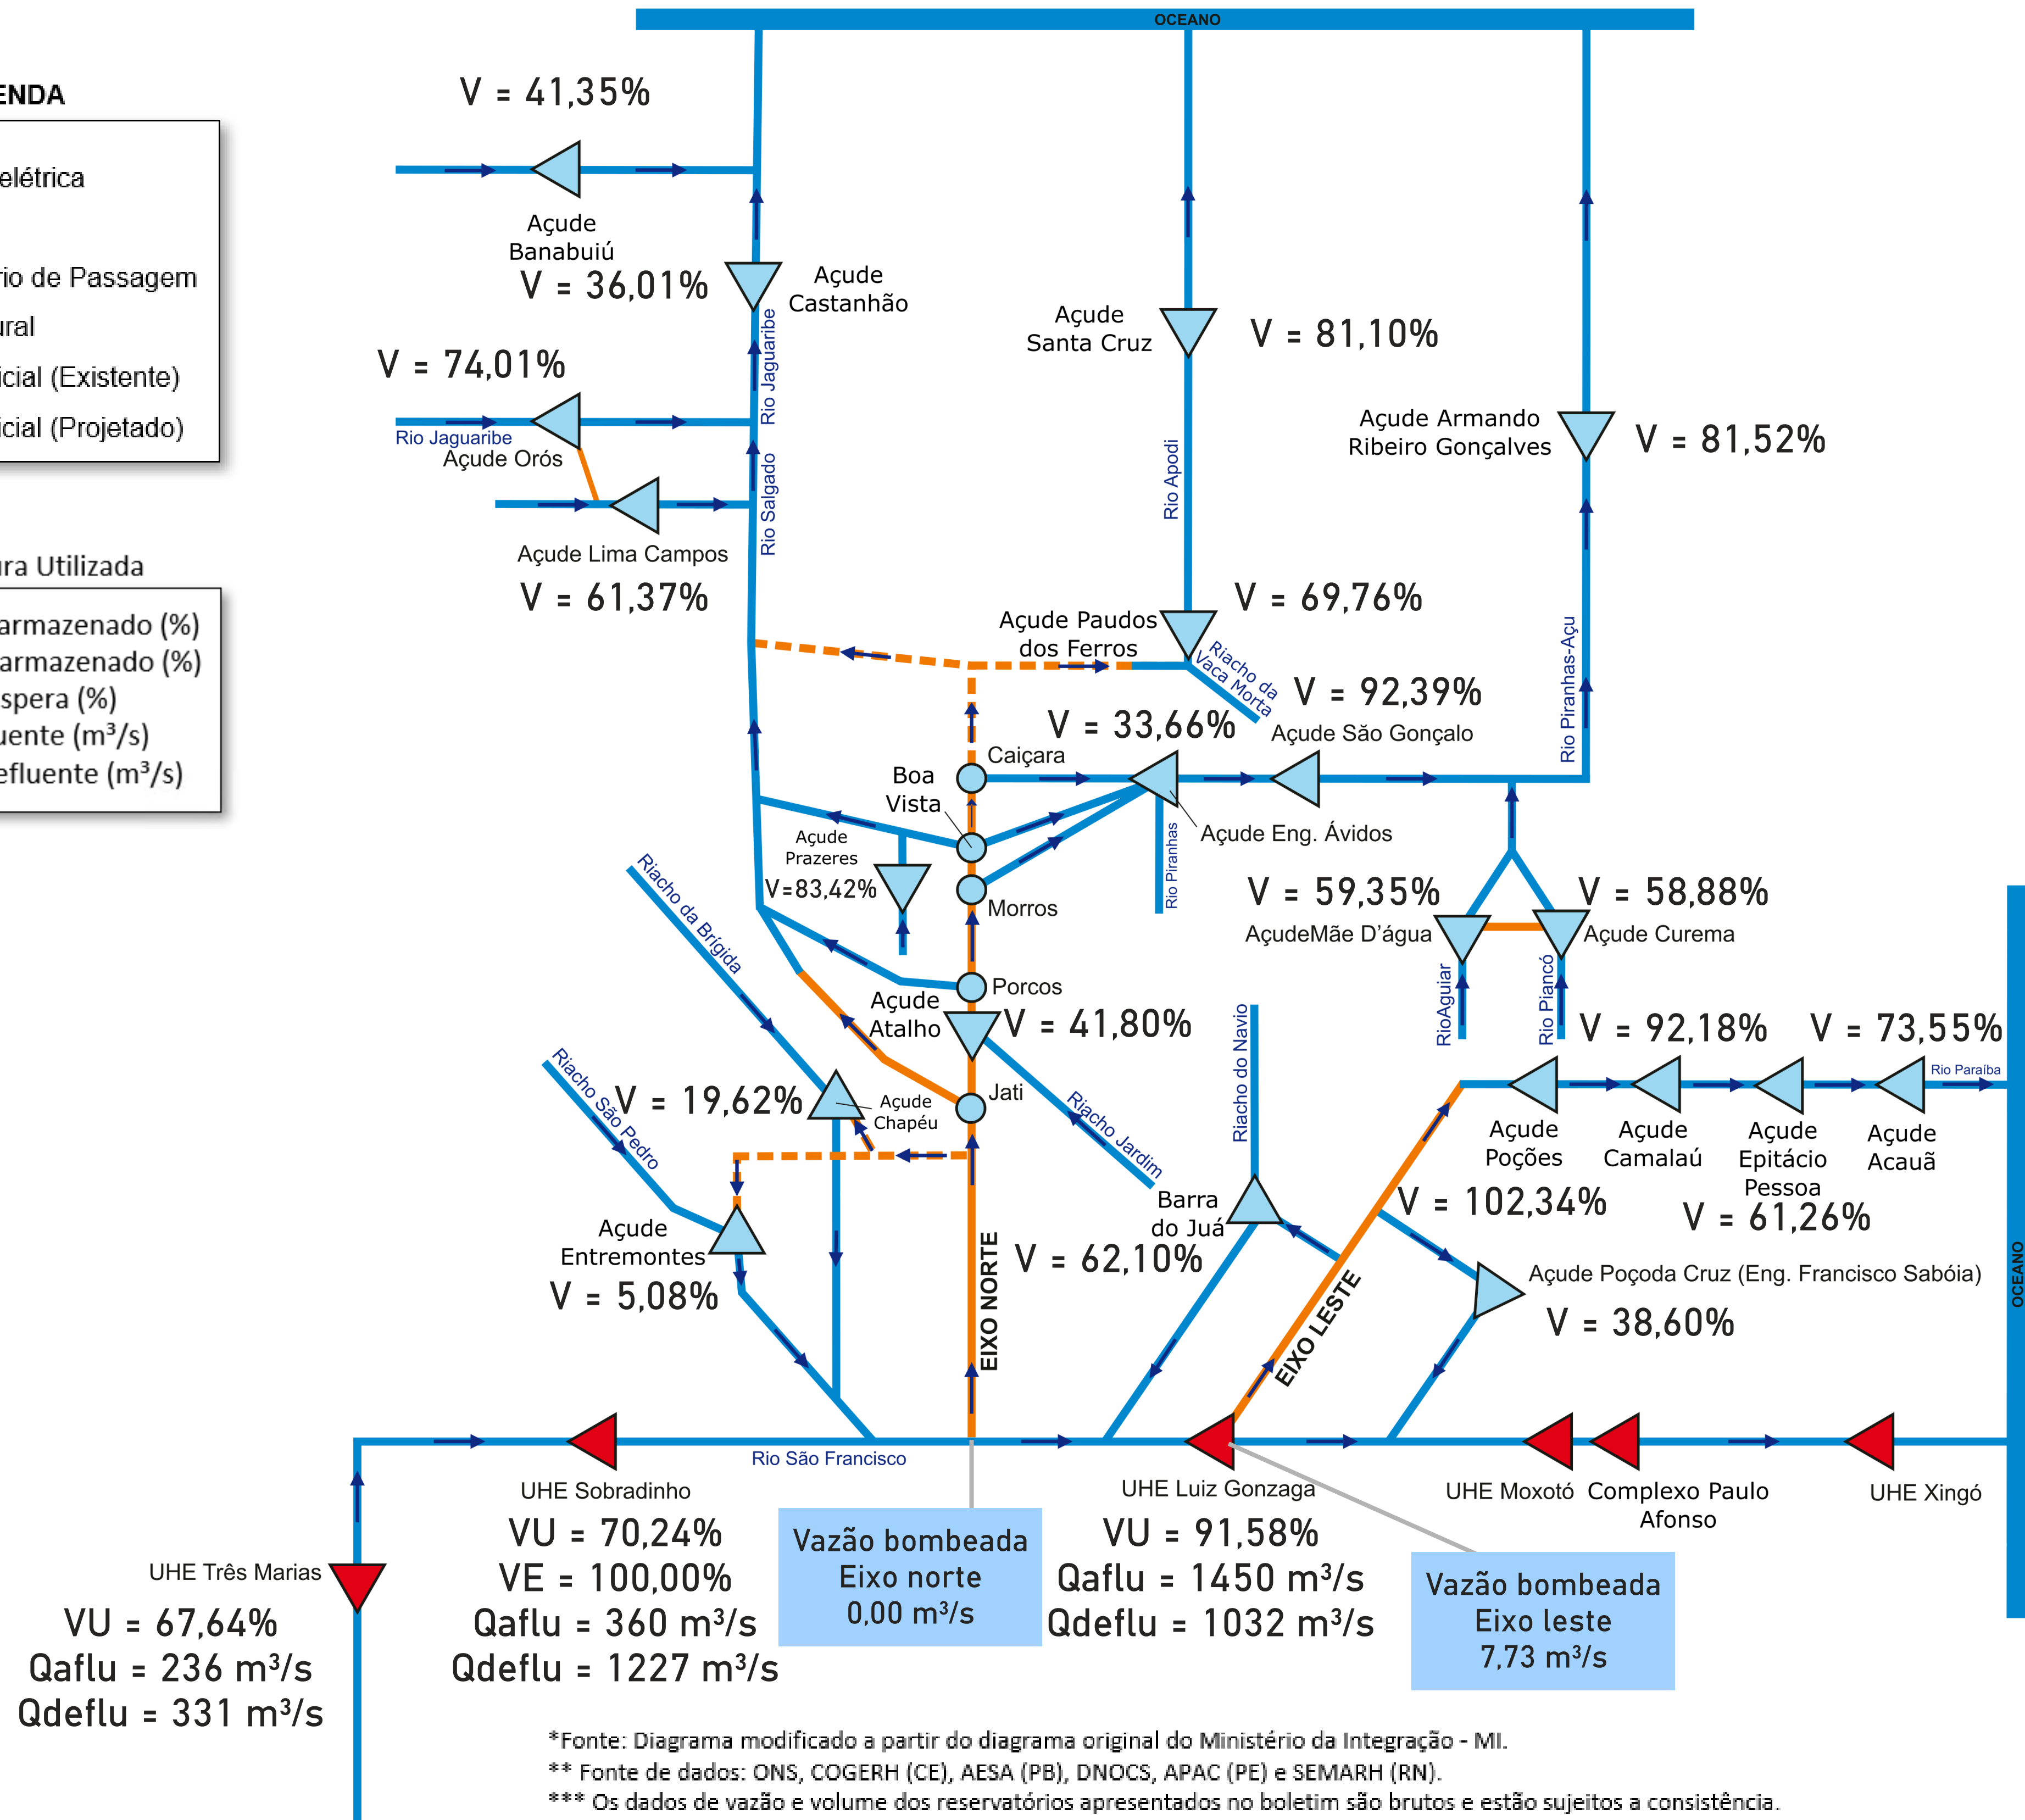 OCEANO
ENDA
elétrica
rio de Passagem
ural
icial (Existente)
icial (Projetado)
ura Utilizada
armazenado (%)
armazenado (%)
spera (%)
uente (m³/s)
efluente (m³/s)
V = 41,35%
Açude
Banabuiú
V = 36,01%
Açude
Castanhão
Rio Jaguaribe
V = 74,01%
Rio Jaguaribe
Açude Orós
Rio Salgado
Açude Lima Campos
V = 61,37%
Açude
Santa Cruz
V = 81,10%
Rio Apodi
Açude Armando
Ribeiro Gonçalves
V = 81,52%
Rio Piranhas-Açu
Açude Paudos
dos Ferros
V = 69,76%
Riacho da
Vaca Morta
V = 92,39%
Açude São Gonçalo
V = 33,66%
Caiçara
Boa
Vista
Açude Eng. Ávidos
Rio Piranhas
Açude
Prazeres
V=83,42%
Morros
Riacho da Brígida
V = 59,35%
AçudeMãe D'água
V = 58,88%
Açude Curema
RioAguiar
Rio Piancó
Porcos
Açude
Atalho
V = 41,80%
Jati
Riacho Jardim
Riacho São Pedro
V = 19,62%
Açude
Chapéu
Riacho do Navio
V = 92,18%
V = 73,55%
Rio Paraíba
Açude
Poções
Açude
Camalaú
Açude
Epitácio
Pessoa
Açude
Acauã
V = 102,34%
V = 61,26%
Barra
do Juá
V = 62,10%
Açude
Entremontes
V = 5,08%
EIXO NORTE
EIXO LESTE
Açude Poçoda Cruz (Eng. Francisco Sabóia)
V = 38,60%
OCEANO
Rio São Francisco
UHE Sobradinho
VU = 70,24%
VE = 100,00%
Qaflu = 360 m³/s
Qdeflu = 1227 m³/s
Vazão bombeada
Eixo norte
0,00 m³/s
UHE Luiz Gonzaga
VU = 91,58%
Qaflu = 1450 m³/s
Qdeflu = 1032 m³/s
Vazão bombeada
Eixo leste
7,73 m³/s
UHE Moxotó
Complexo Paulo
Afonso
UHE Xingó
UHE Três Marias
VU = 67,64%
Qaflu = 236 m³/s
Qdeflu = 331 m³/s
*Fonte: Diagrama modificado a partir do diagrama original do Ministério da Integração - MI.
** Fonte de dados: ONS, COGERH (CE), AESA (PB), DNOCS, APAC (PE) e SEMARH (RN).
*** Os dados de vazão e volume dos reservatórios apresentados no boletim são brutos e estão sujeitos a consistência.